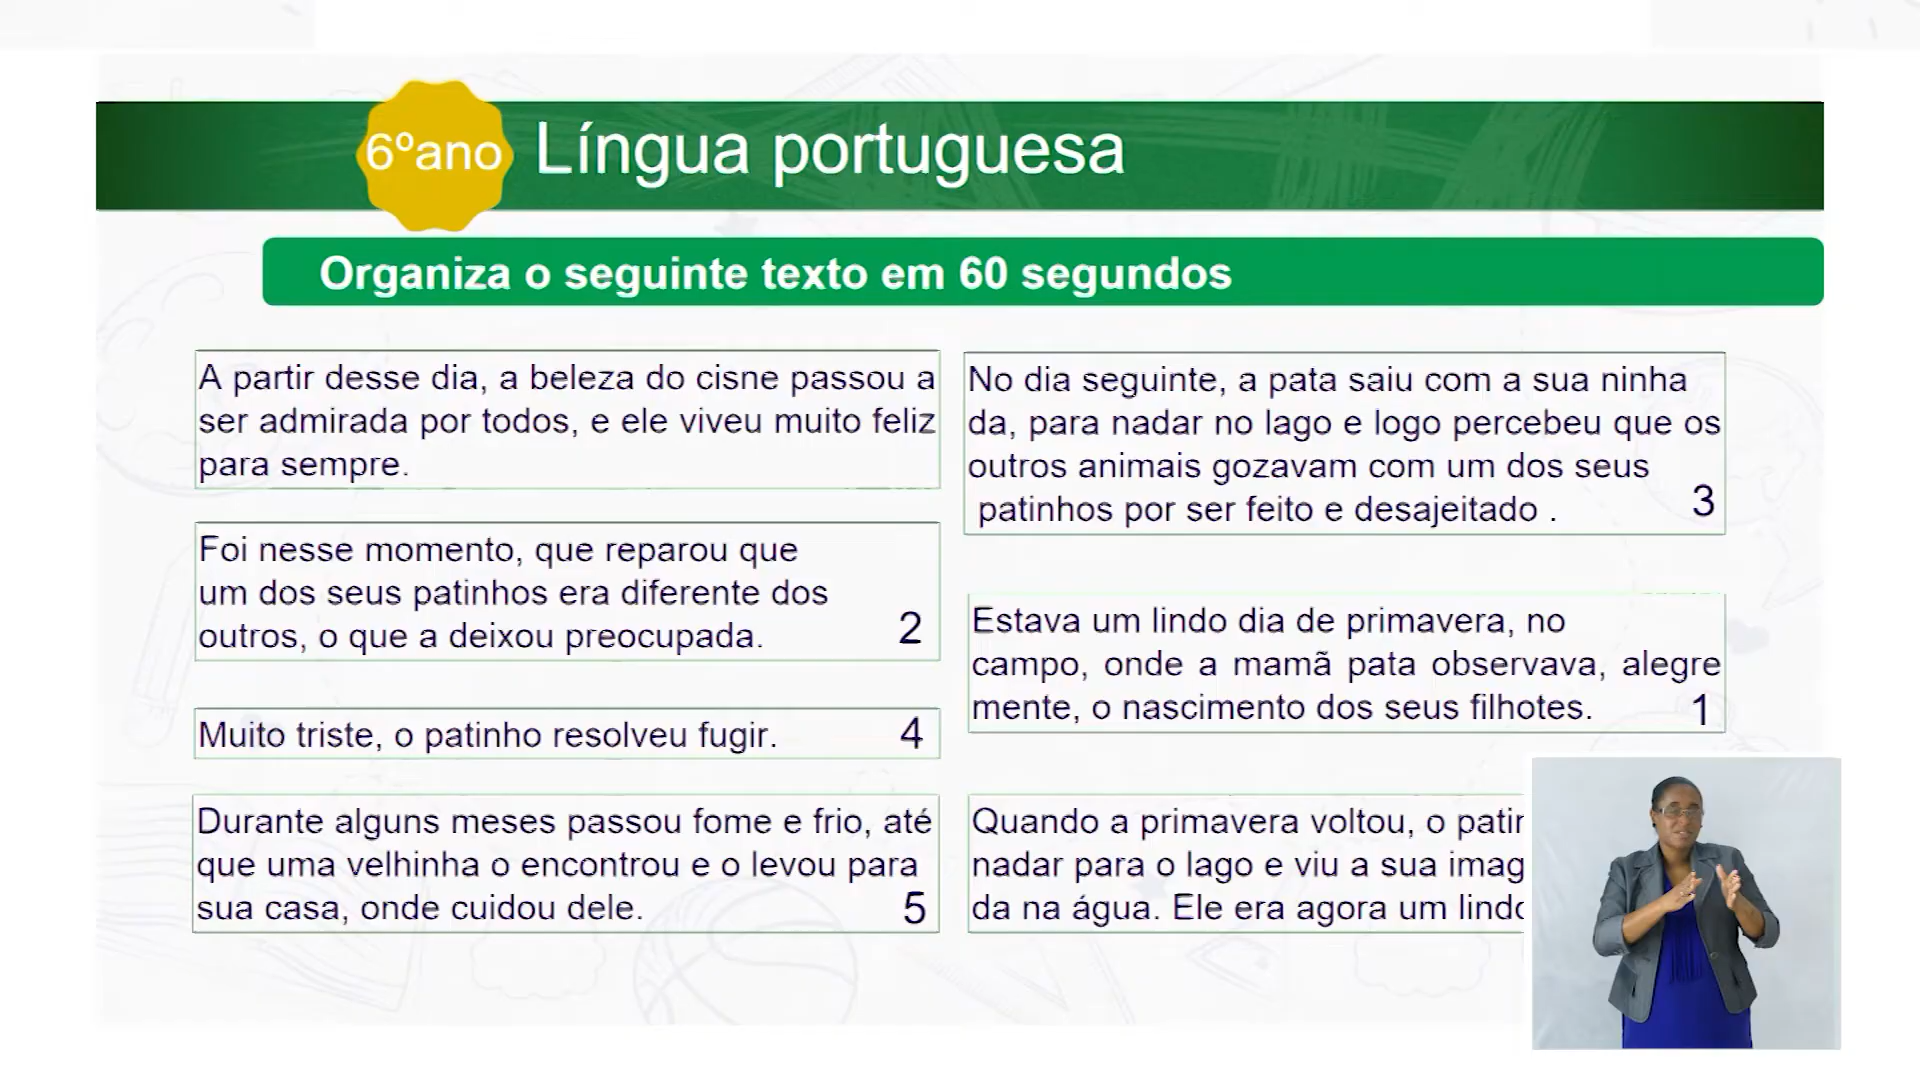 6ºano Língua portuguesa
Organiza o seguinte texto em 60 segundos
A partir desse dia, a beleza do cisne passou a
ser admirada por todos, e ele viveu muito feliz
para sempre.
Foi nesse momento, que reparou que
um dos seus patinhos era diferente dos
outros, o que a deixou preocupada. 2
Muito triste, o patinho resolveu fugir. 4
Durante alguns meses passou fome e frio, até
que uma velhinha o encontrou e o levou para
sua casa, onde cuidou dele. 5
No dia seguinte, a pata saiu com a sua ninha
da, para nadar no lago e logo percebeu que os
outros animais gozavam com um dos seus
patinhos por ser feito e desajeitado . 3
Estava um lindo dia de primavera, no
campo, onde a mamã pata observava, alegre
mente, o nascimento dos seus filhotes. 1
Quando a primavera voltou, o
nadar para o lago e viu a sua
da na água. Ele era agora um